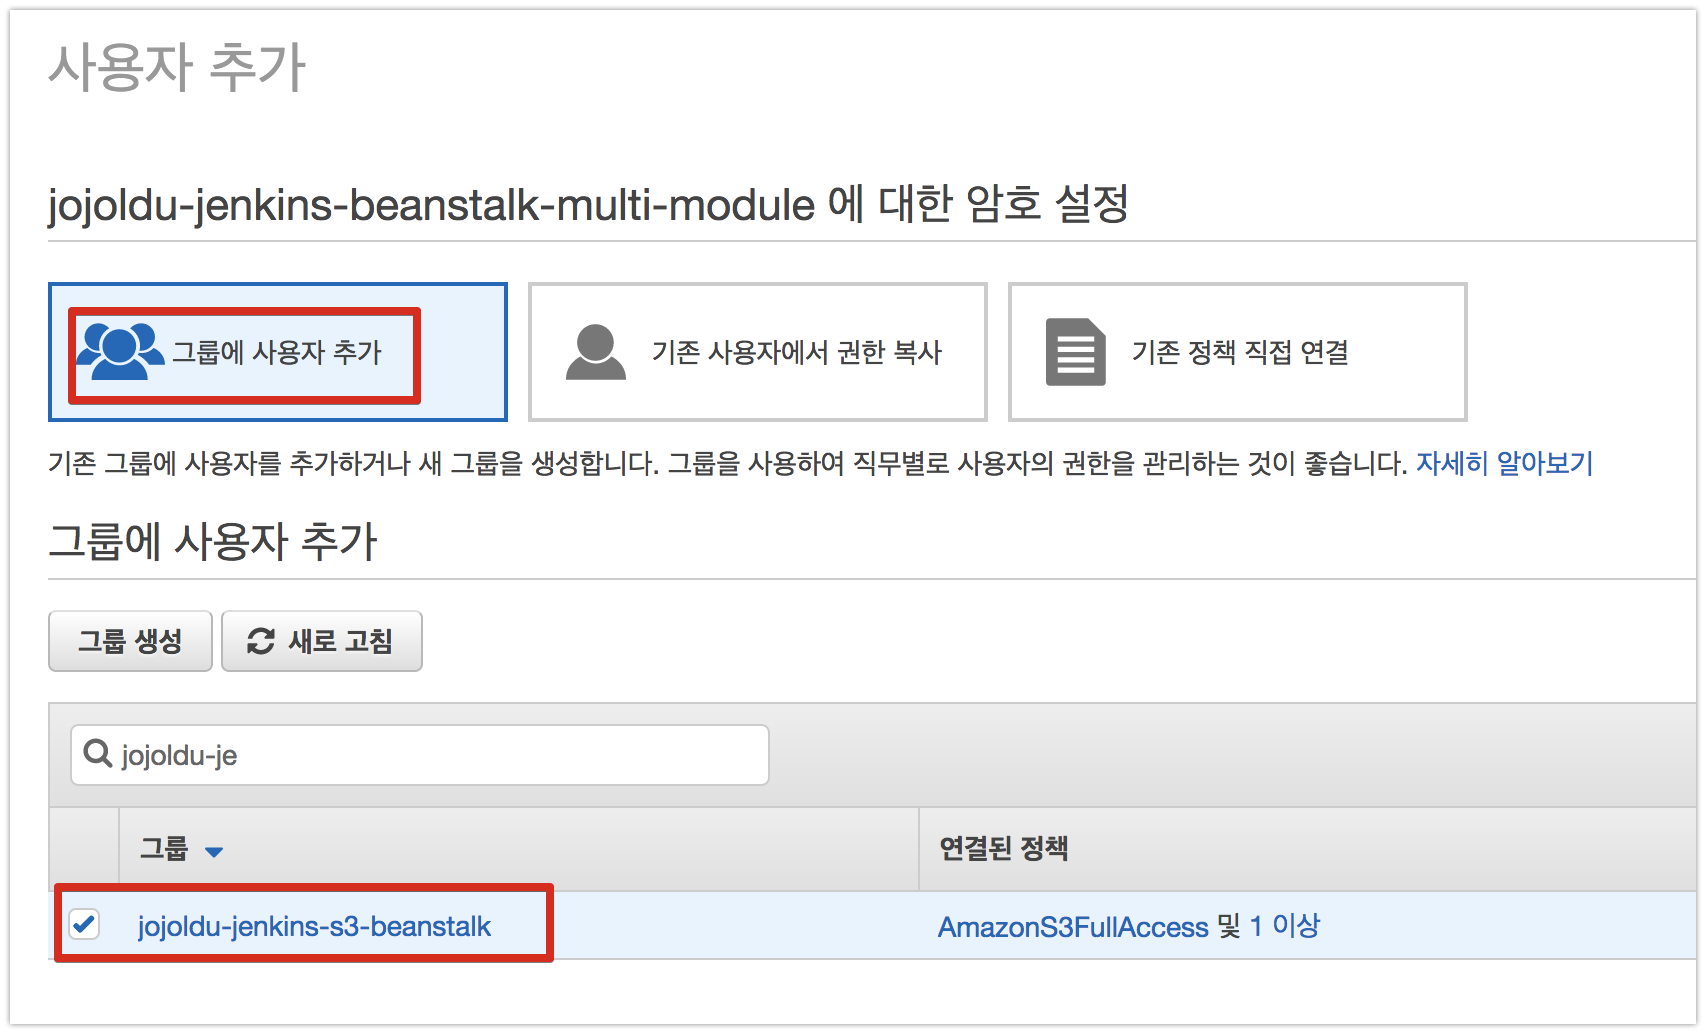 사용자 추가
jojoldu-jenkins-beanstalk-multi-module 에 대한 암호 설정
그룹에 사용자 추가
기존 사용자에서 권한 복사
기존 정책 직접 연결
기존 그룹에 사용자를 추가하거나 새 그룹을 생성합니다. 그룹을 사용하여 직무별로 사용자의 권한을 관리하는 것이 좋습니다. 자세히 알아보기
그룹에 사용자 추가
그룹 생성
새로 고침
jojoldu-je
그룹
연결된 정책
jojoldu-jenkins-s3-beanstalk
AmazonS3FullAccess 및 1 이상